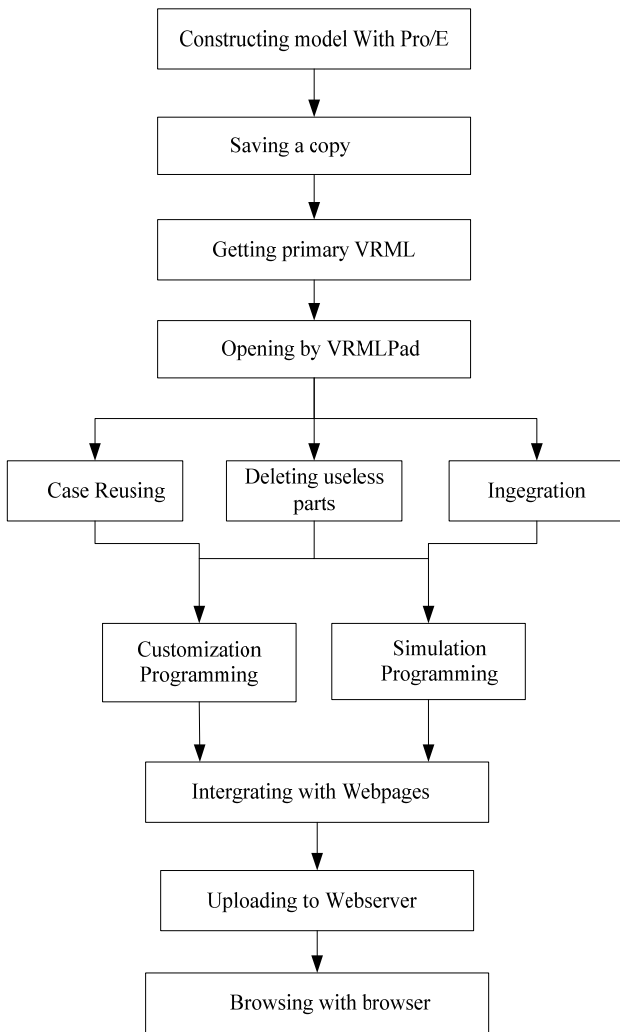 Constructing model With Pro/E
Saving a copy
Getting primary VRML
Opening by VRMLPad
Case Reusing
Deleting useless
parts
Ingegration
Customization
Programming
Simulation
Programming
Intergrating with Webpages
Uploading to Webserver
Browsing with browser